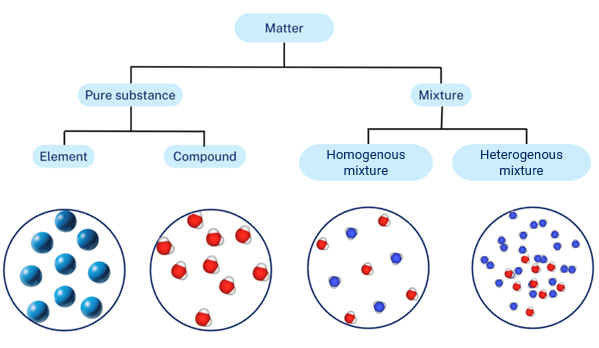 Matter
Pure substance
Mixture
Element
Compound
Homogenous
mixture
Heterogenous
mixture